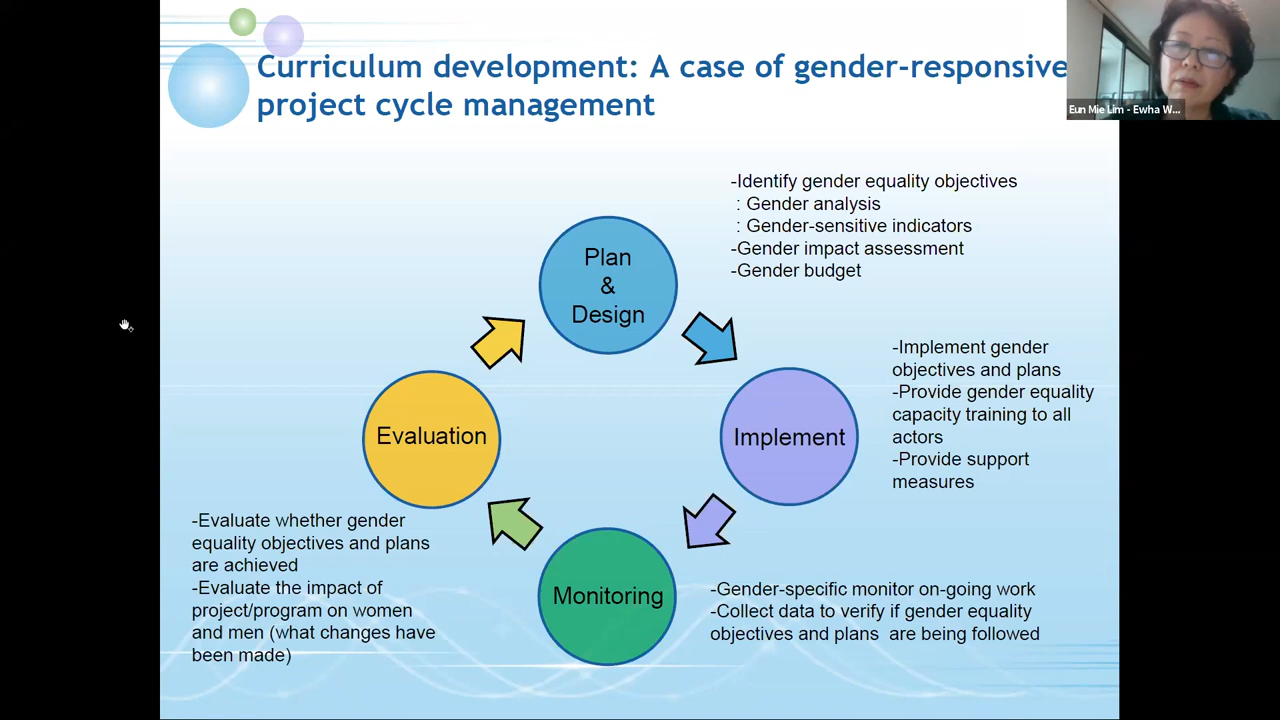 Curriculum development: A case of gender-responsive
project cycle management
Eun Mie Lim - Ewha W...
-Identify gender equality objectives
: Gender analysis
: Gender-sensitive indicators
-Gender impact assessment
-Gender budget
Plan
&
Design
-Implement gender
objectives and plans
-Provide gender equality
capacity training to all
actors
-Provide support
measures
Implement
Evaluation
-Evaluate whether gender
equality objectives and plans
are achieved
-Evaluate the impact of
project/program on women
and men (what changes have
been made)
Monitoring
-Gender-specific monitor on-going work
-Collect data to verify if gender equality
objectives and plans are being followed